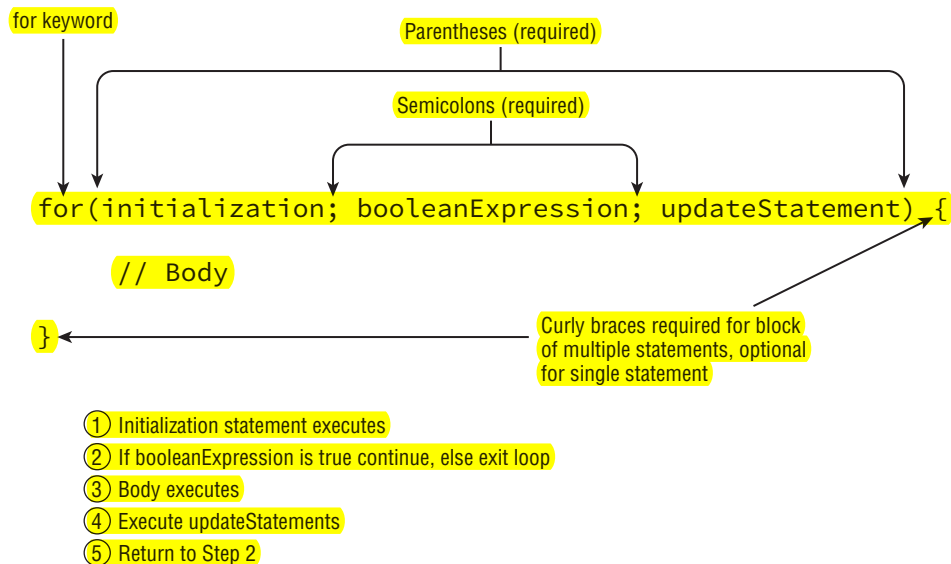 for keyword
Parentheses (required)
Semicolons (required)
for(initialization; booleanExpression; updateStatement) {
// Body
}
Curly braces required for block
of multiple statements, optional
for single statement
1 Initialization statement executes
2 If booleanExpression is true continue, else exit loop
3 Body executes
4 Execute updateStatements
5 Return to Step 2